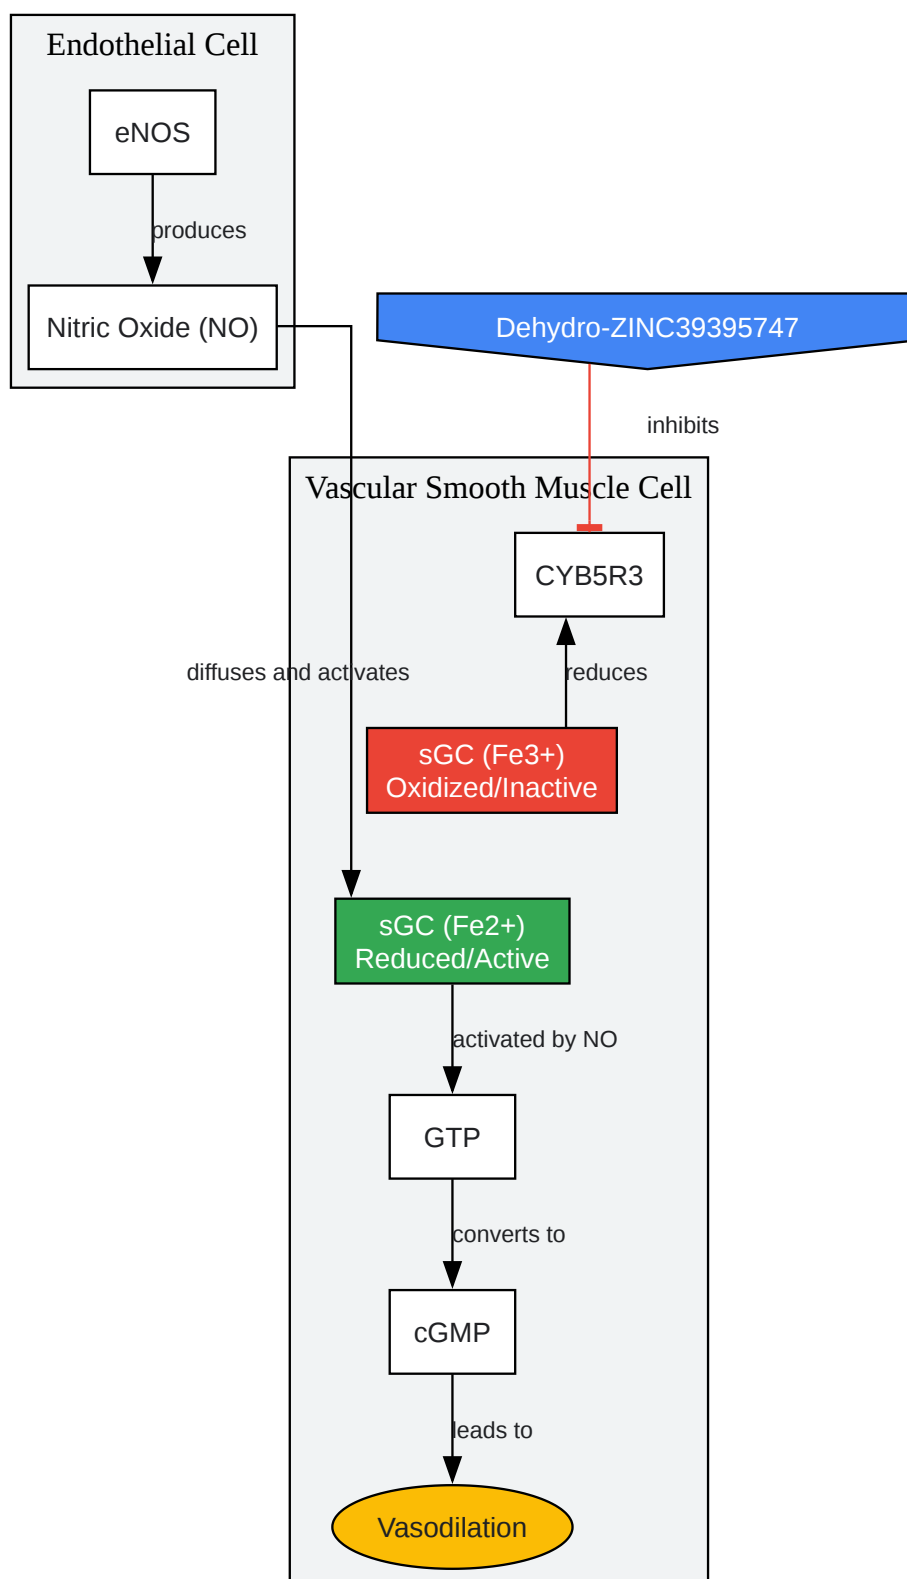 Endothelial Cell
eNOS
produces
Nitric Oxide (NO)
Dehydro-ZINC39395747
inhibits
Vascular Smooth Muscle Cell
CYB5R3
diffuses and activates
reduces
sGC (Fe3+)
Oxidized/Inactive
sGC (Fe2+)
Reduced/Active
activated by NO
GTP
converts to
cGMP
leads to
Vasodilation